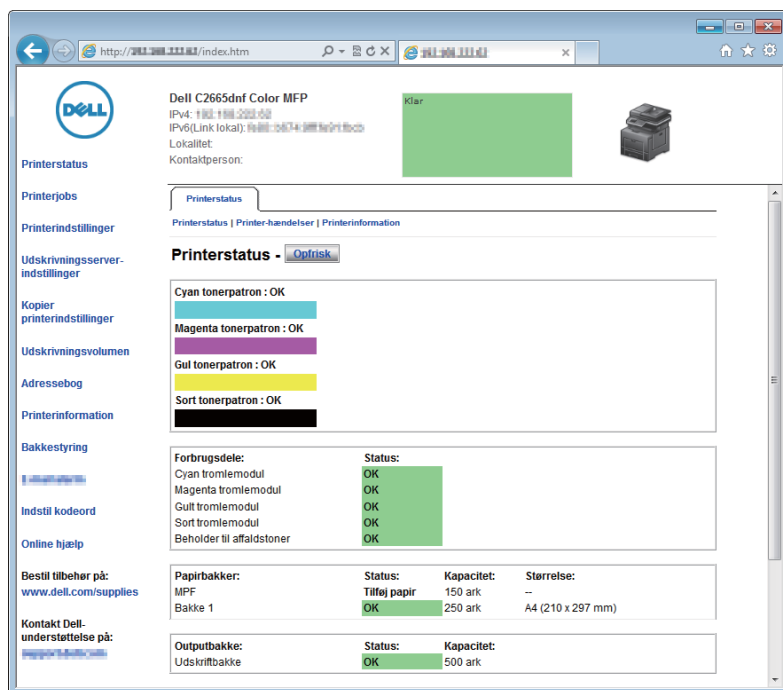 http:// /index.htm
DELL
Dell C2665dnf Color MFP
IPv4:
IPv6(Link lokal):
Lokalitet:
Kontaktperson:
Klar
Printerstatus
Printerjobs
Printerindstillinger
Udskrivningsserver-
indstillinger
Kopier
printerindstillinger
Udskrivningsvolumen
Adressebog
Printerinformation
Bakkestyring
Indstil kodeord
Online hjælp
Bestil tilbehør på:
www.dell.com/supplies
Kontakt Dell-
understøttelse på:
Printerstatus
Printerstatus | Printer-hændelser | Printerinformation
Printerstatus - Opfrisk
Cyan tonerpatron : OK
Magenta tonerpatron : OK
Gul tonerpatron : OK
Sort tonerpatron : OK
Forbrugsdele: Status:
Cyan tromlemodul OK
Magenta tromlemodul OK
Gult tromlemodul OK
Sort tromlemodul OK
Beholder til affaldstoner OK
Papirbakker: Status: Kapacitet: Størrelse:
MPF Tilføj papir 150 ark --
Bakke 1 OK 250 ark A4 (210 x 297 mm)
Outputbakke: Status: Kapacitet:
Udskriftbakke OK 500 ark